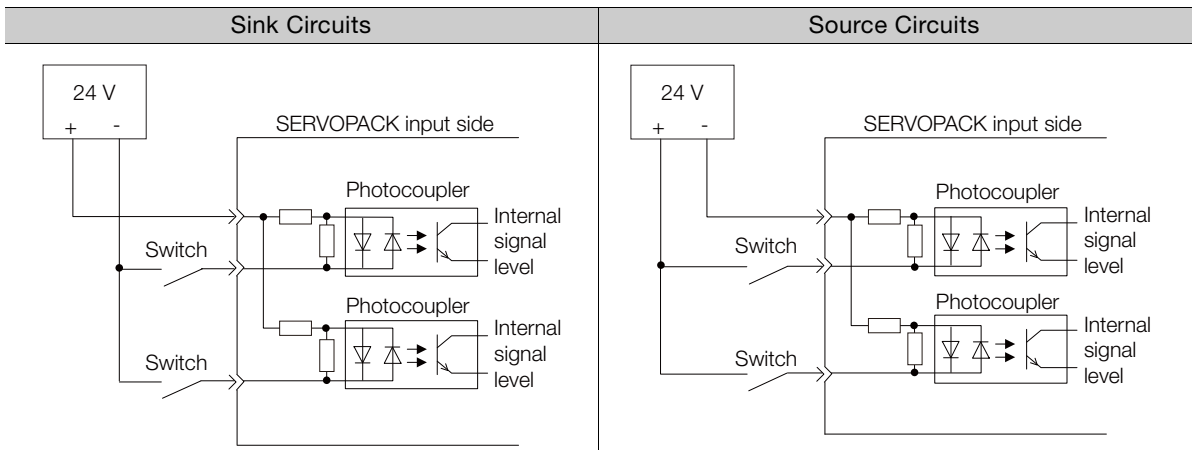 Sink Circuits
24 V
+ -
SERVOPACK input side
Photocoupler
Switch
Internal
signal
level
Photocoupler
Switch
Internal
signal
level
Source Circuits
24 V
+ -
SERVOPACK input side
Photocoupler
Switch
Internal
signal
level
Photocoupler
Switch
Internal
signal
level